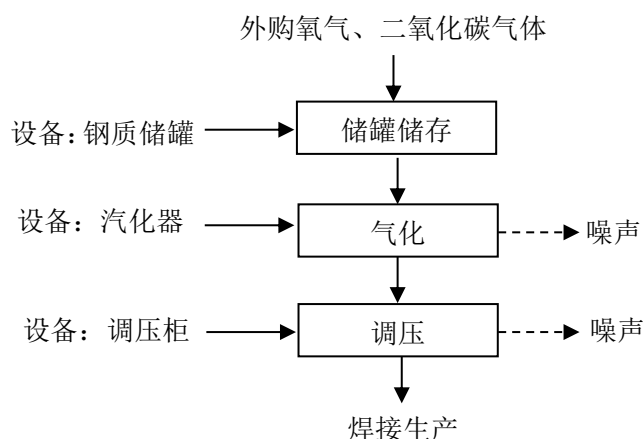 外购氧气、二氧化碳气体
设备:钢质储罐
储罐储存
设备：汽化器
气化
噪声
设备：调压柜
调压
噪声
焊接生产